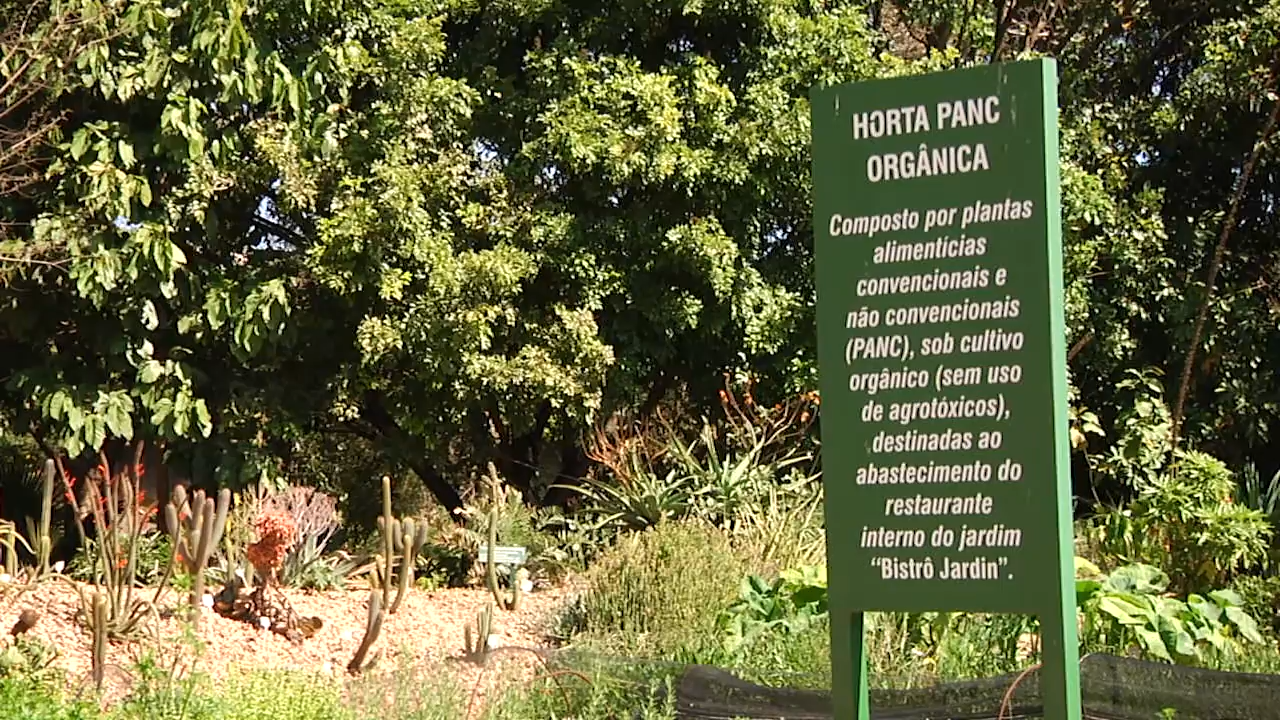 HORTA PANC
ORGÂNICA
Composto por plantas
alimentícias
convencionais e
não convencionais
(PANC), sob cultivo
orgânico (sem uso
de agrotóxicos),
destinadas ao
abastecimento do
restaurante
interno do jardim
“Bistrô Jardin”.